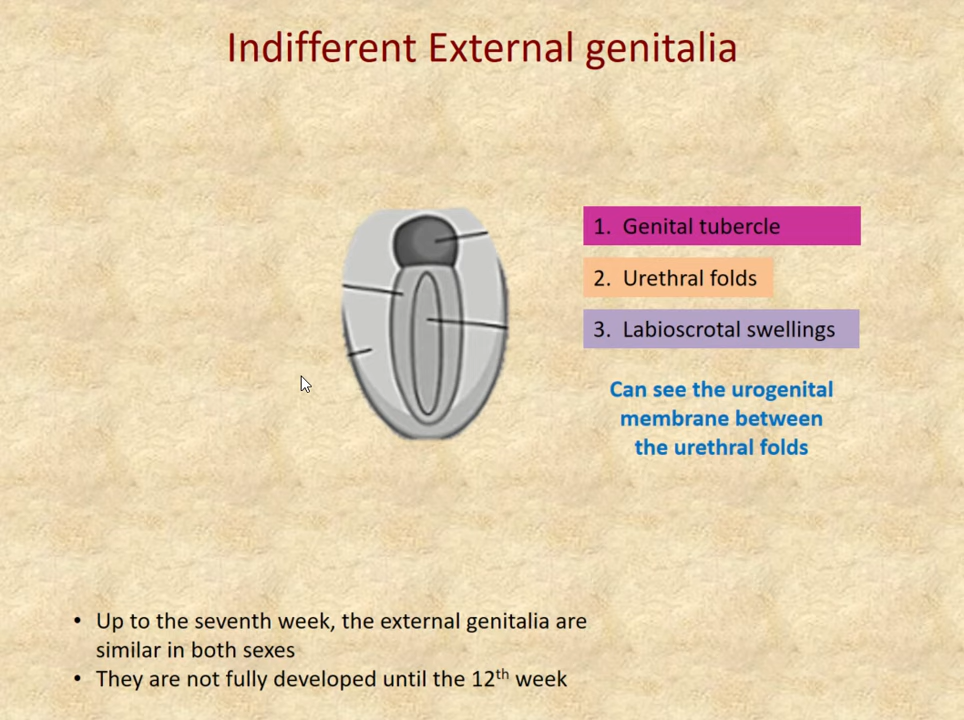 Indifferent External genitalia
1. Genital tubercle
2. Urethral folds
3. Labioscrotal swellings
Can see the urogenital
membrane between
the urethral folds
• Up to the seventh week, the external genitalia are
similar in both sexes
• They are not fully developed until the 12th week